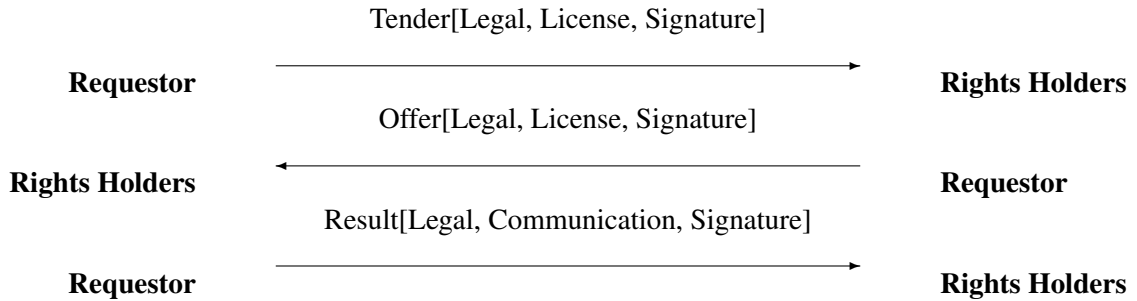 Tender[Legal, License, Signature]
Requestor Rights Holders
Offer[Legal, License, Signature]
Rights Holders Requestor
Result[Legal, Communication, Signature]
Requestor Rights Holders